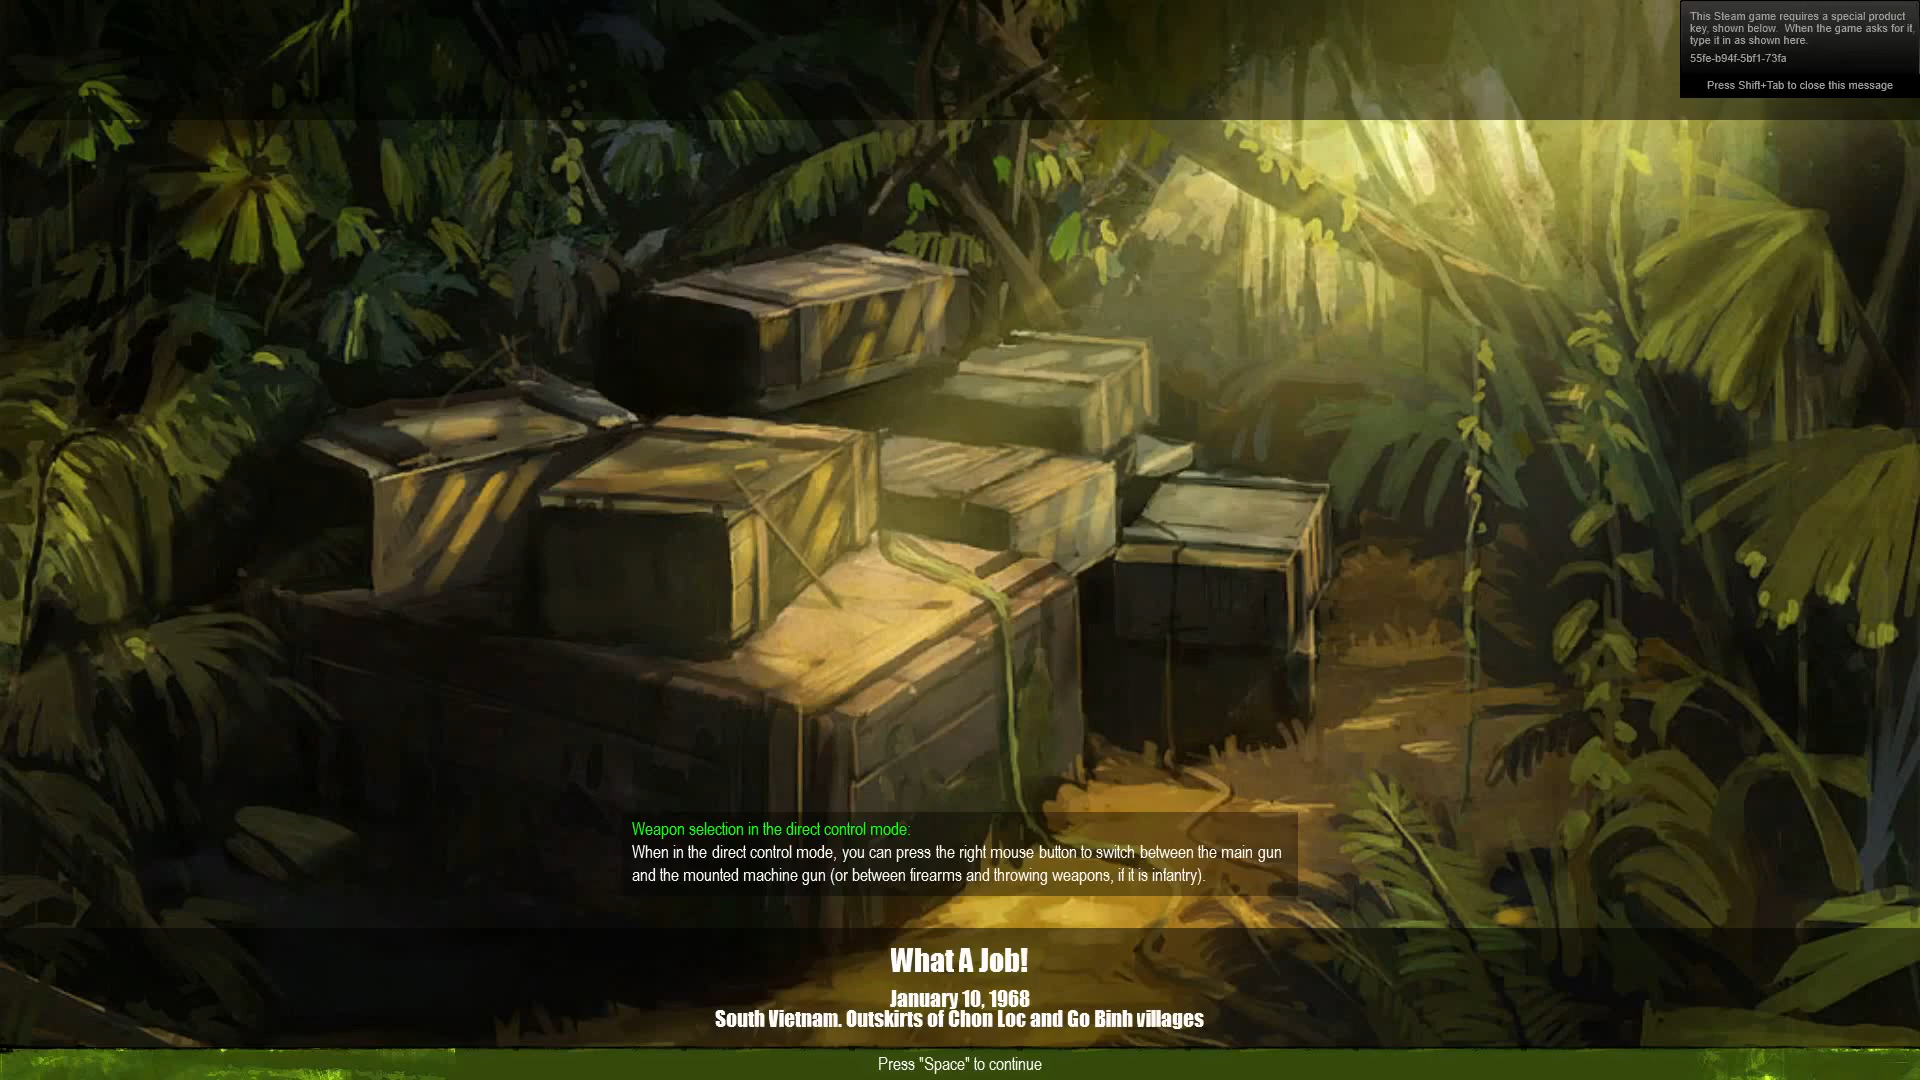 This Steam game requires a special product
key, shown below.  When the game asks for it,
type it in as shown here.
55fe-b94f-5bf1-73fa
Press Shift+Tab to close this message
Weapon selection in the direct control mode:
When in the direct control mode, you can press the right mouse button to switch between the main gun
and the mounted machine gun (or between firearms and throwing weapons, if it is infantry).
What A Job!
January 10, 1968
South Vietnam. Outskirts of Chon Loc and Go Binh villages
Press "Space" to continue